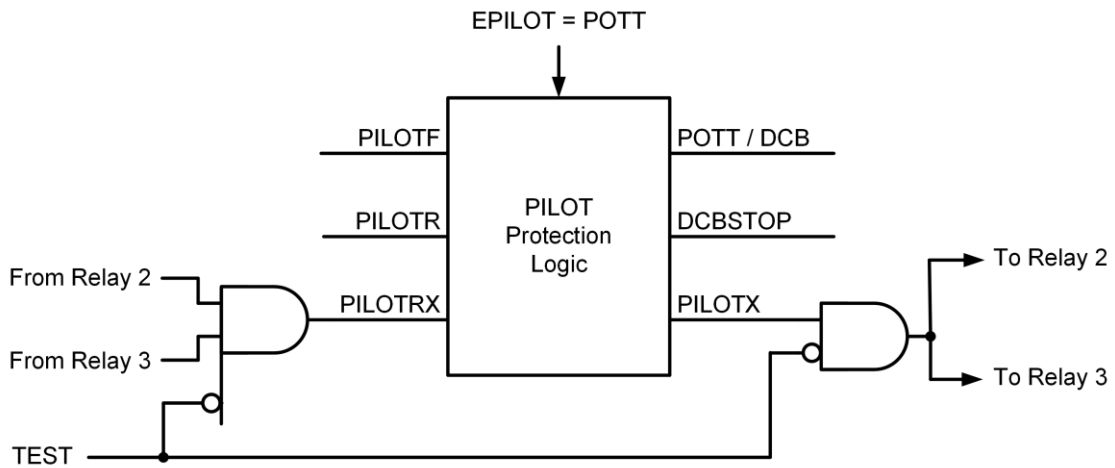 EPILOT = POTT
PILOTF
POTT / DCB
PILOTR
PILOT
Protection
Logic
DCBSTOP
From Relay 2
To Relay 2
PILOTRX
PILOTX
From Relay 3
To Relay 3
TEST